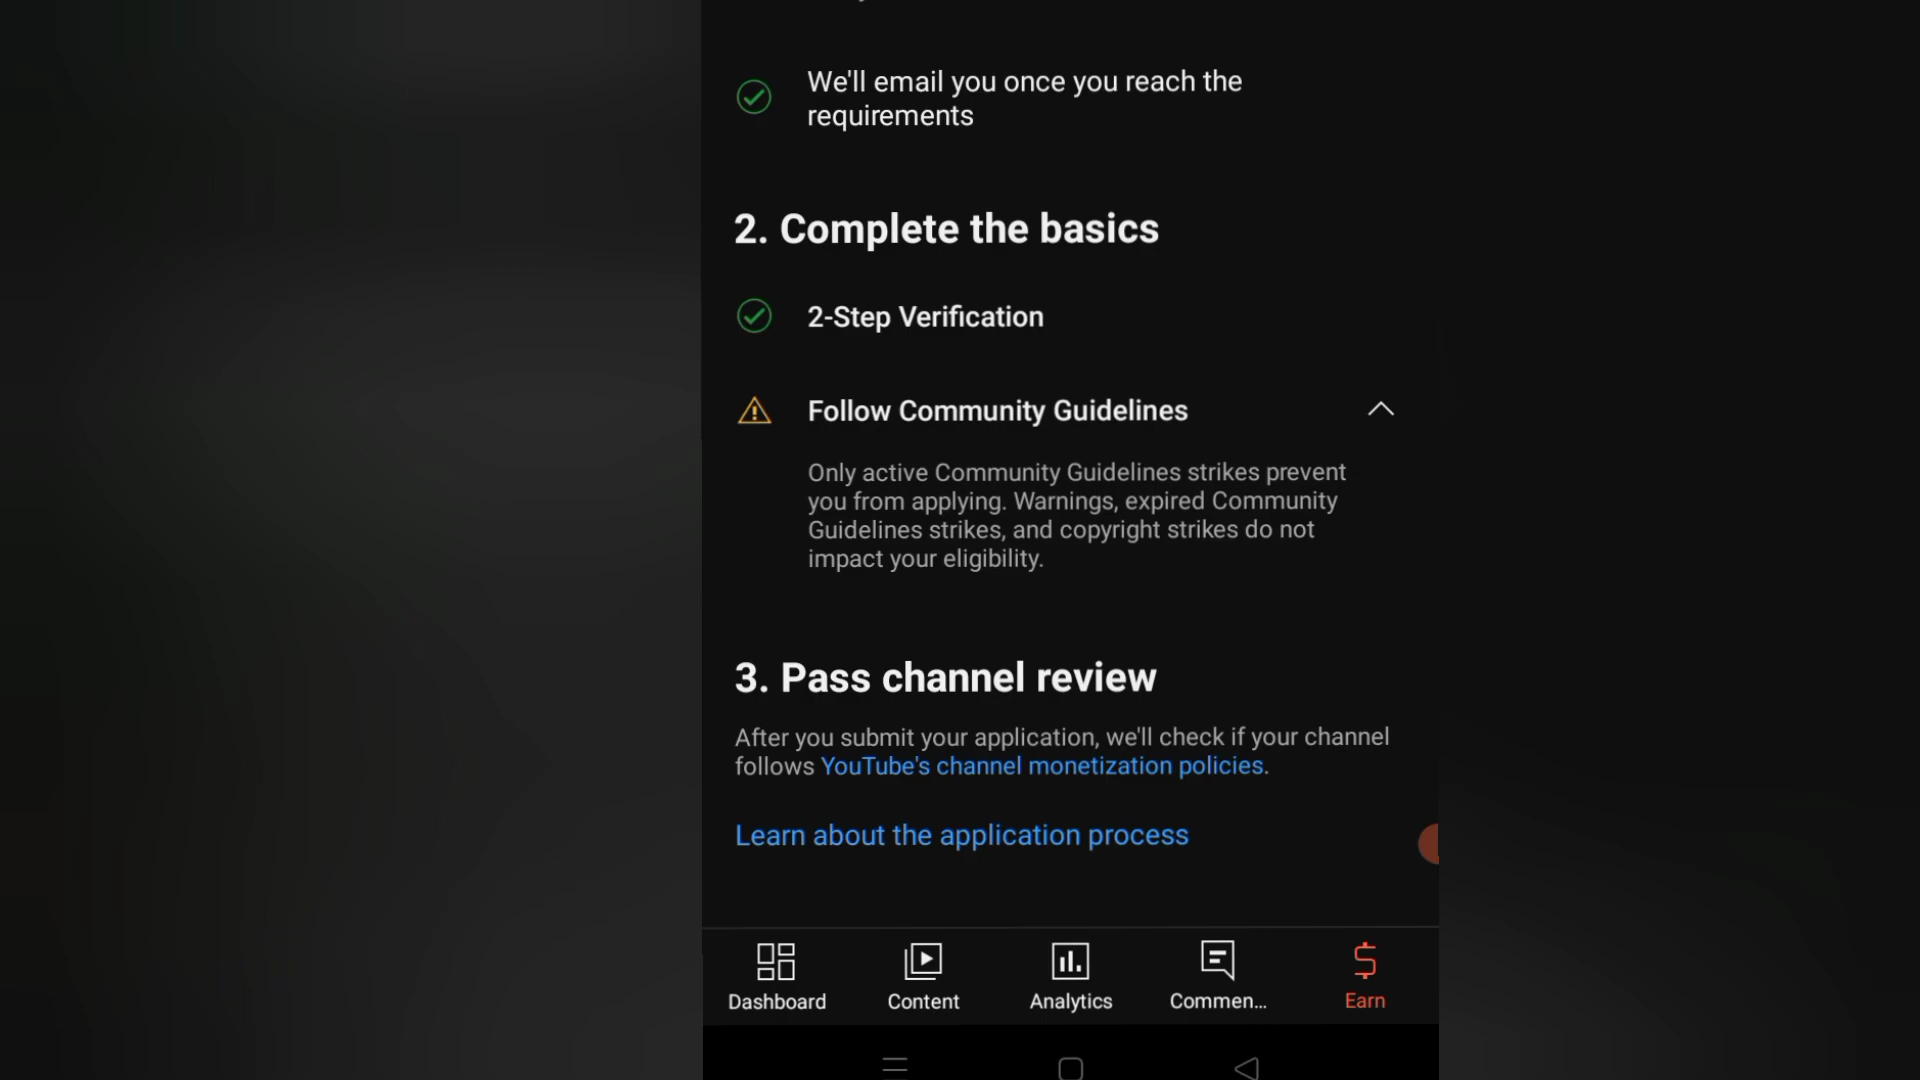 We'll email you once you reach the
requirements
2. Complete the basics
2-Step Verification
Follow Community Guidelines
Only active Community Guidelines strikes prevent
you from applying. Warnings, expired Community
Guidelines strikes, and copyright strikes do not
impact your eligibility.
3. Pass channel review
After you submit your application, we'll check if your channel
follows YouTube's channel monetization policies.
Learn about the application process
Dashboard
Content
Analytics
Commen...
Earn